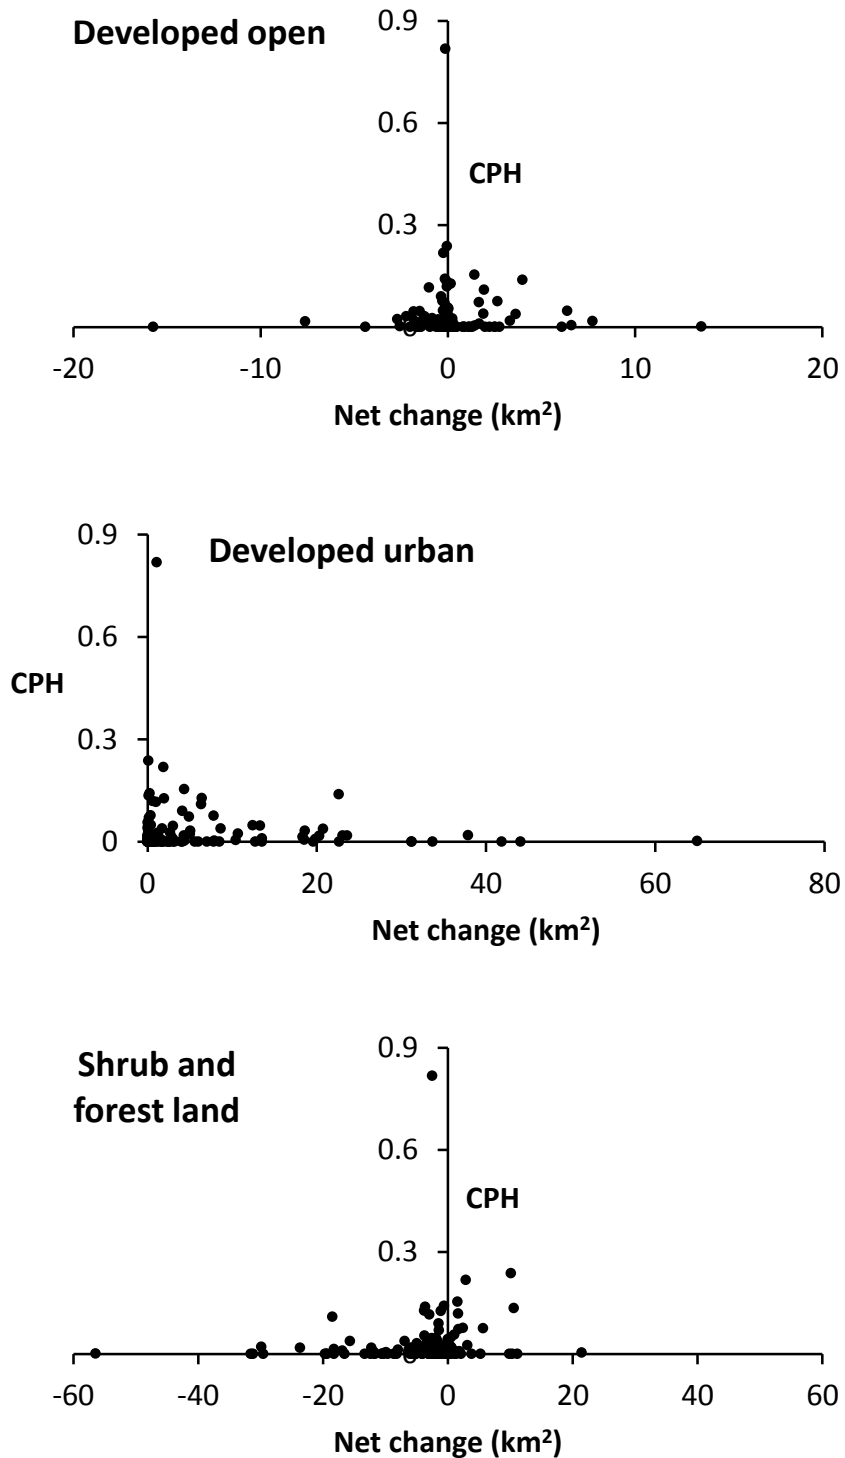 Developed open
0.9
0.6
CPH
0.3
0
-20 -10 0 10 20
Net change (km²)
0.9
Developed urban
0.6
CPH
0.3
0
0 20 40 60 80
Net change (km²)
0.9
Shrub and
forest land
0.6
CPH
0.3
0
-60 -40 -20 0 20 40 60
Net change (km²)